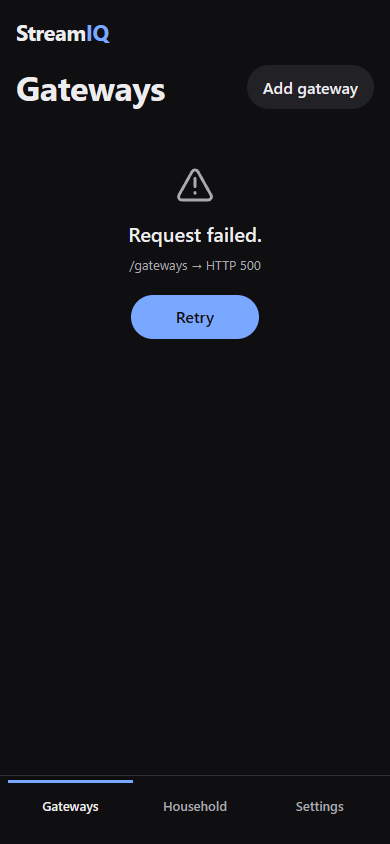 StreamIQ
Gateways
Add gateway
Request failed.
/gateways → HTTP 500
Retry
Gateways
Household
Settings